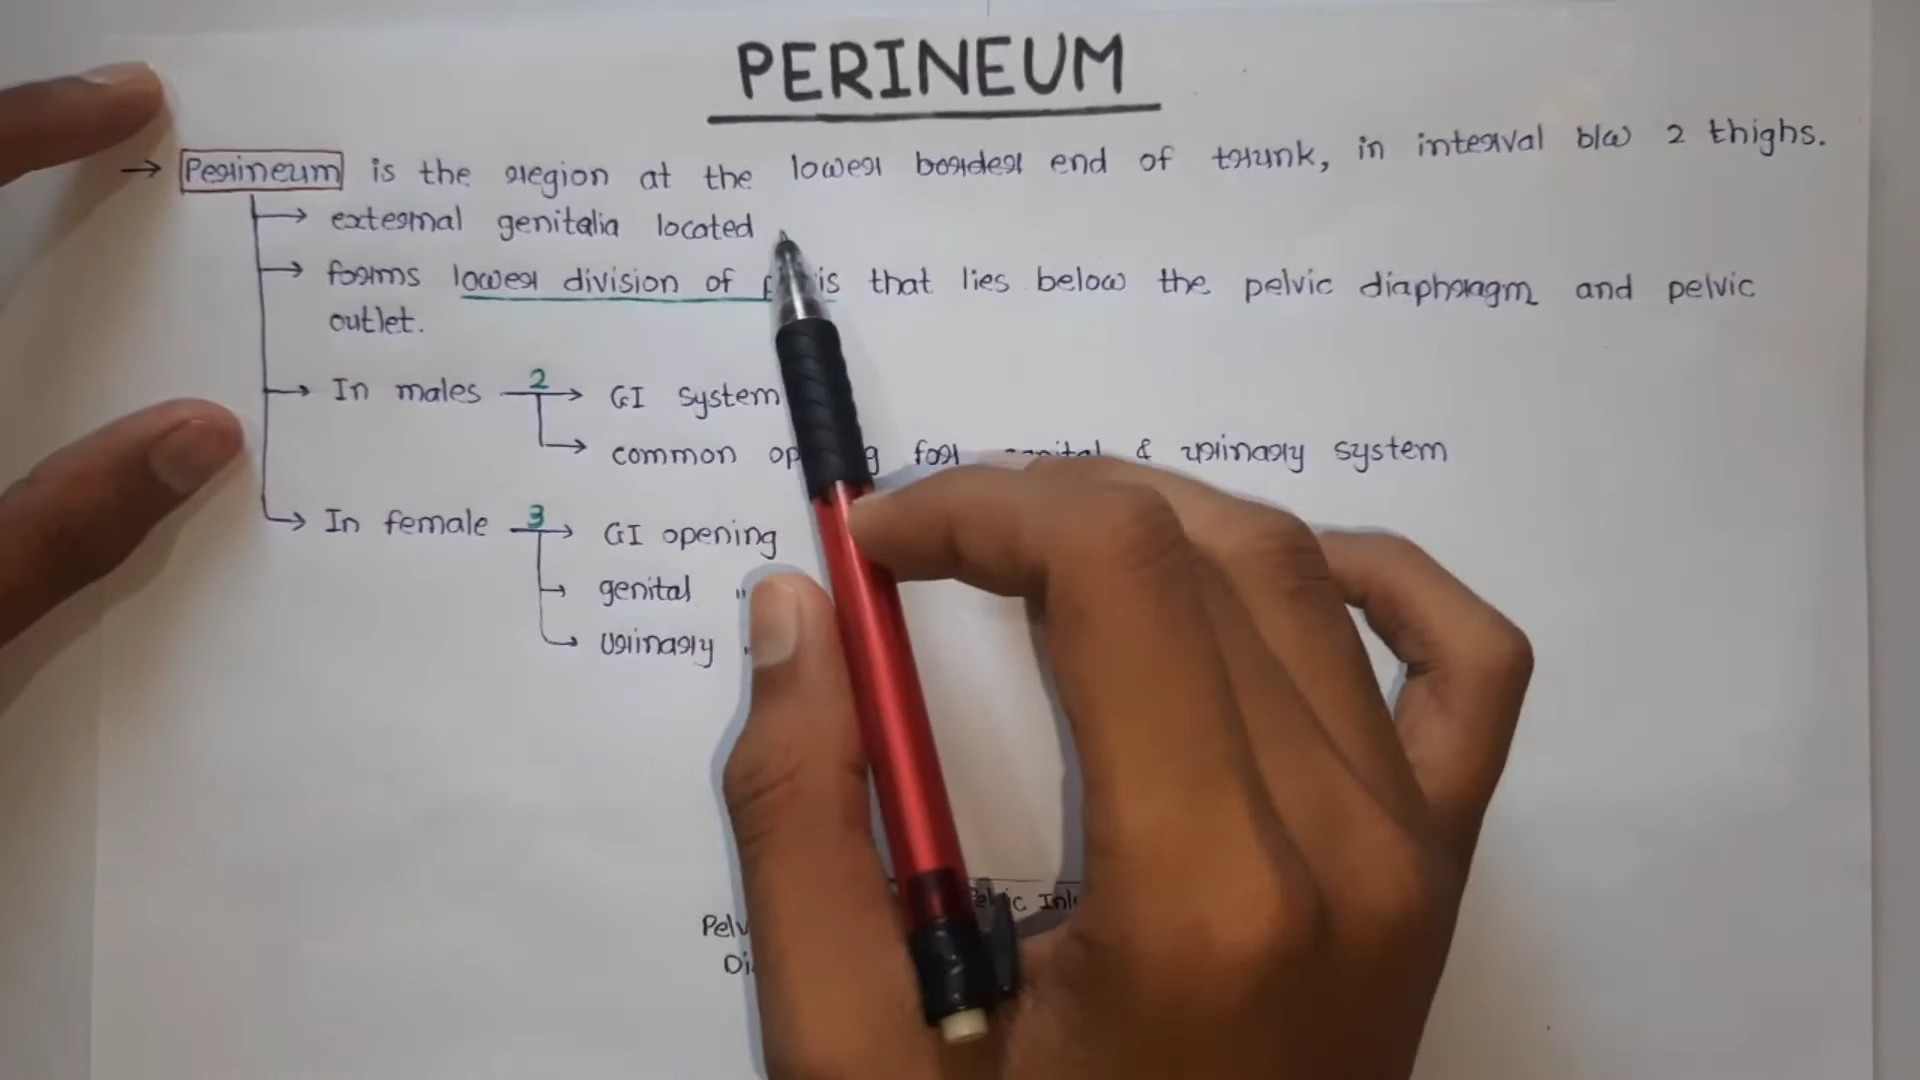 PERINEUM
→ Perineum is the region at the lower border end of trunk, in interval b/w 2 thighs.
→ external genitalia located
→ forms lower division of that lies below the pelvic diaphragm and pelvic
outlet.
→ In males 2 → GI system
→ common for & urinary system
→ In female 3 → GI opening
→ genital "
→ urinary